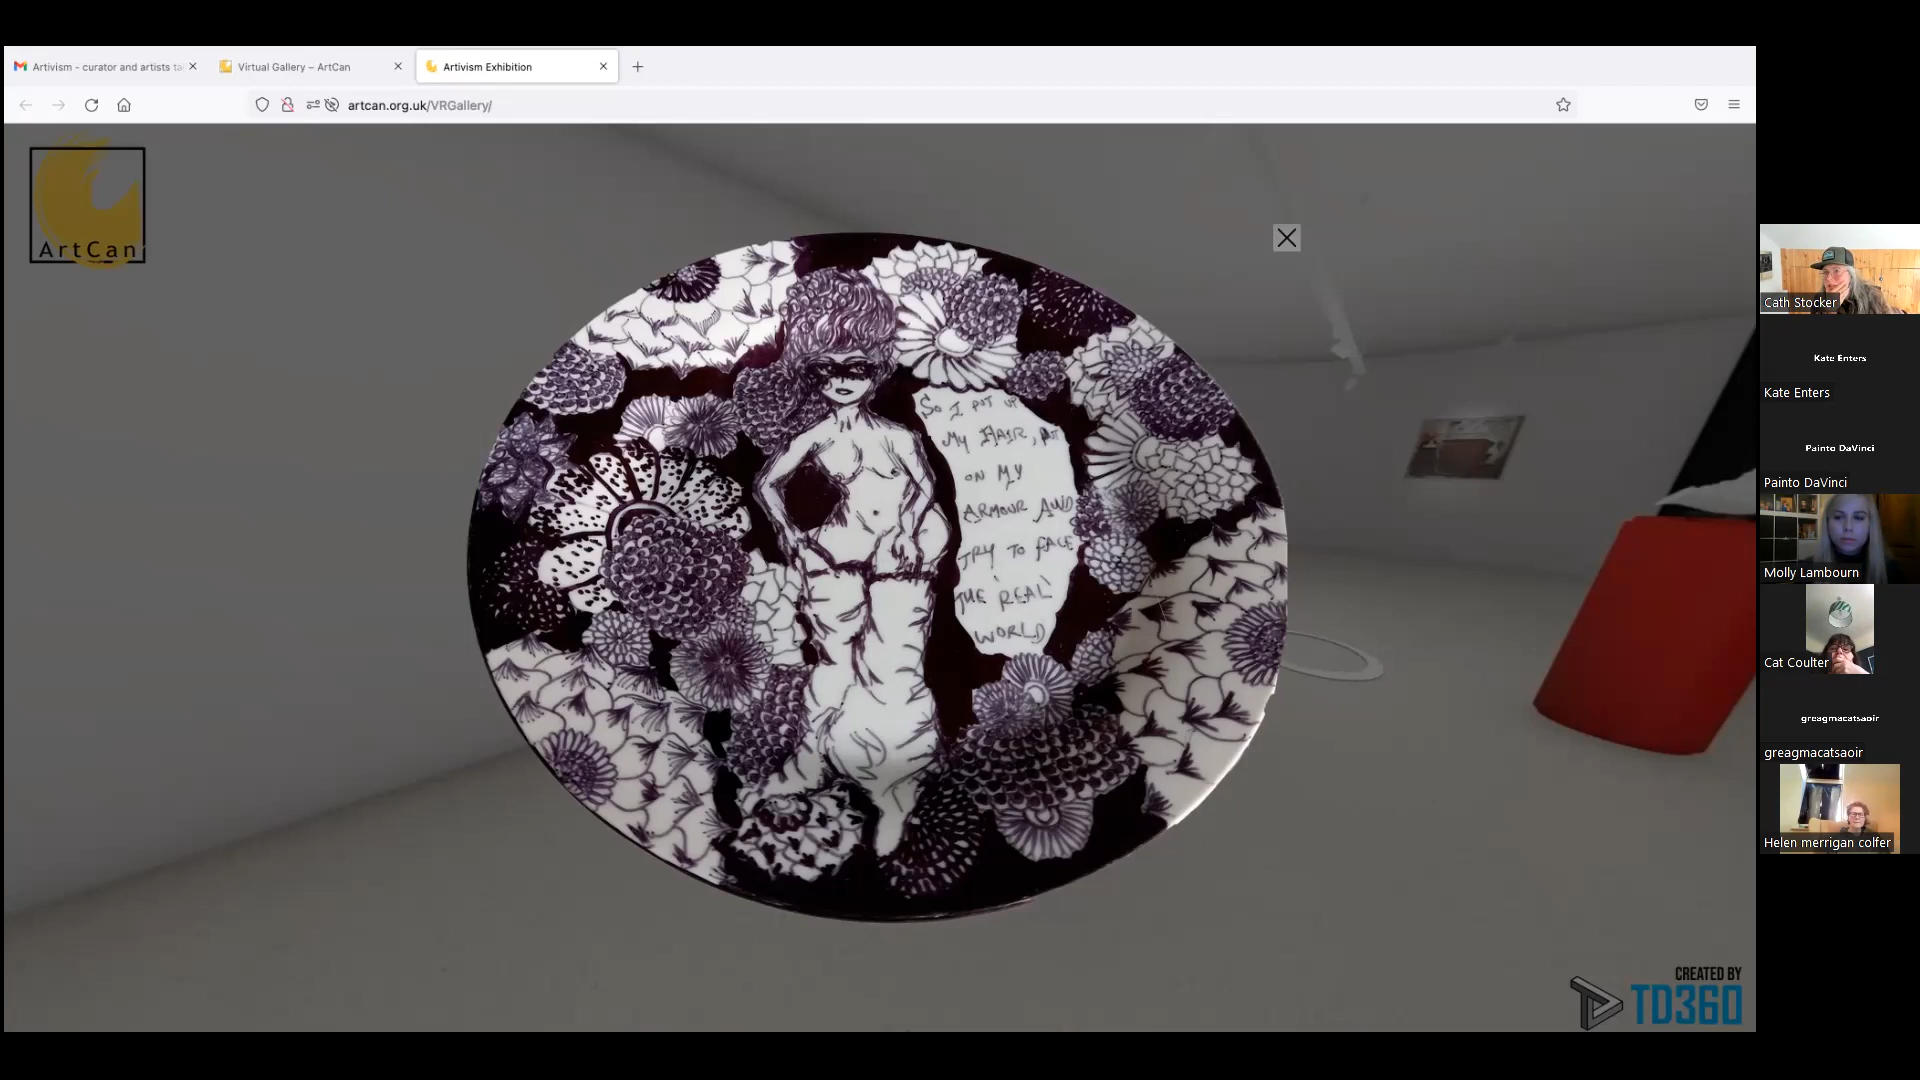 Artivism - curator and artists ta
Virtual Gallery – ArtCan
Artivism Exhibition
artcan.org.uk/VRGallery/
ArtCan
So I POT UP
MY HAIR, PUT
ON MY
ARMOUR AND
TRY TO FACE
THE 'REAL'
WORLD
CREATED BY
TD360
Cath Stocker
Kate Enters
Kate Enters
Painto DaVinci
Painto DaVinci
Molly Lambourn
Cat Coulter
greagmacatsaoir
greagmacatsaoir
Helen merrigan colfer